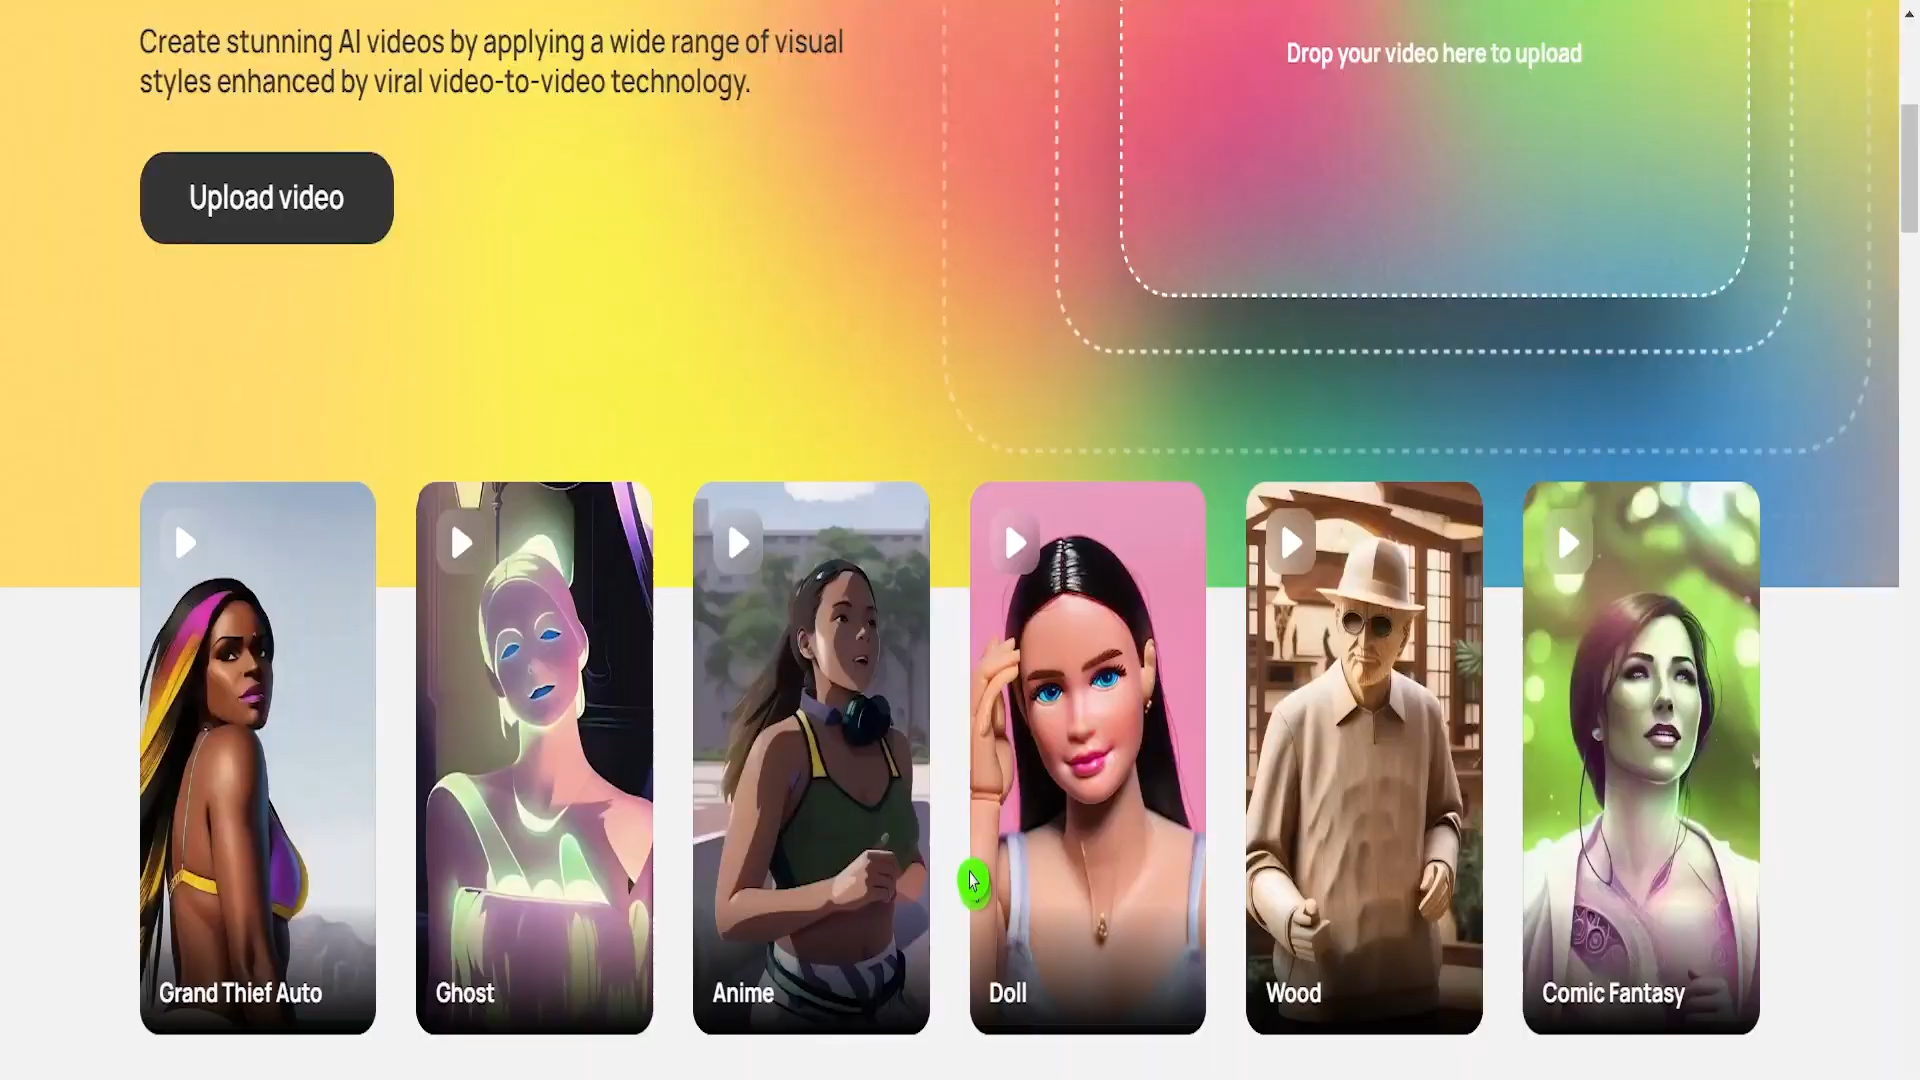 Create stunning AI videos by applying a wide range of visual
styles enhanced by viral video-to-video technology.
Drop your video here to upload
Upload video
Grand Thief Auto
Ghost
Anime
Doll
Wood
Comic Fantasy